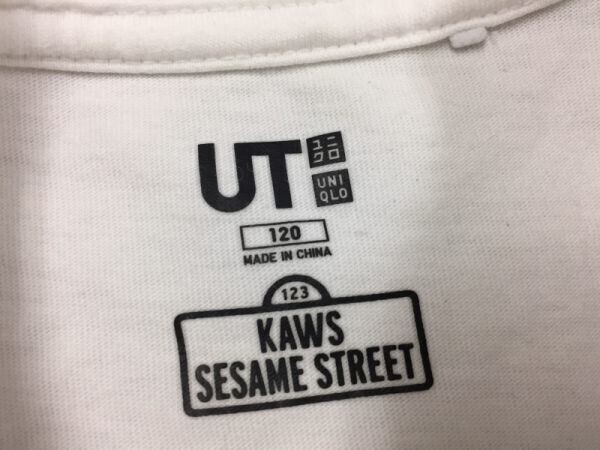 UT
ユニ
クロ
UNI
QLO
120
MADE IN CHINA
123
KAWS
SESAME STREET